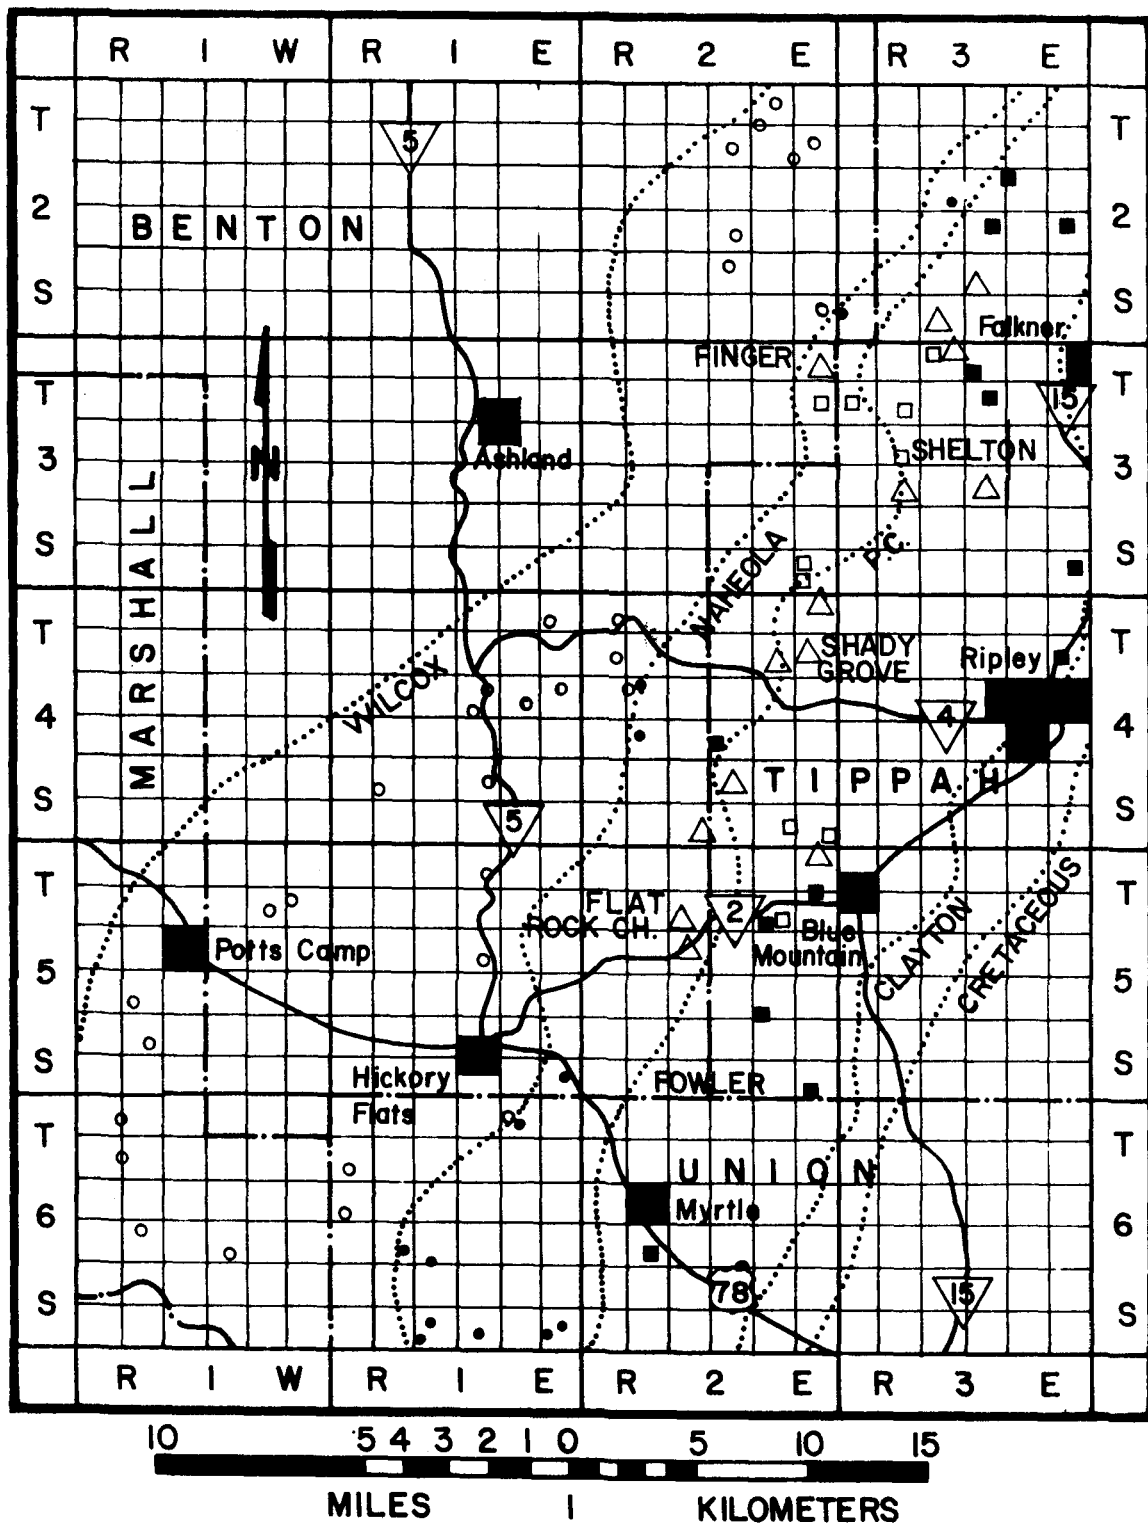 R 1 W R 1 E R 2 E R 3 E
T T
5
2 2
BENTON
S S
Falkner
FINGER
T T
15
3 3
SHELTON
Ashland
MARSHALL
N
S S
P.C.
NAHEOLA
T T
SHADY
GROVE
Ripley
WILCOX
4 4
4
TIPPAH
S S
5
T T
FLAT
ROCK CH.
2
Blue
Mountain
Potts Camp
CLAYTON
CRETACEOUS
5 5
S S
Hickory
Flats
FOWLER
T T
UNION
Myrtle
6 6
78
15
S S
R 1 W R 1 E R 2 E R 3 E
10 5 4 3 2 1 0 5 10 15
MILES 1 KILOMETERS